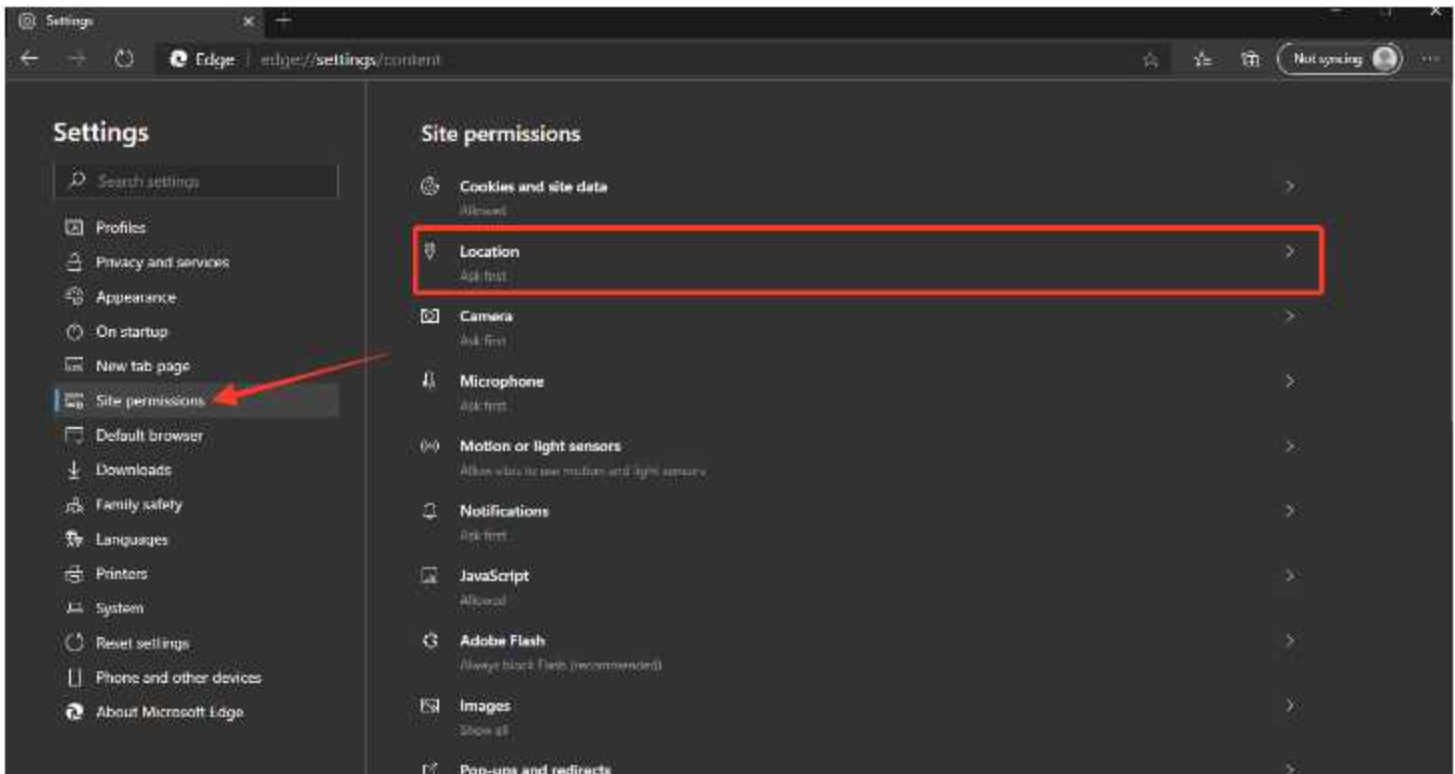 Settings
Edge edge://settings/content Not syncing
Settings
Search settings
Profiles
Privacy and services
Appearance
On startup
New tab page
Site permissions
Default browser
Downloads
Family safety
Languages
Printers
System
Reset settings
Phone and other devices
About Microsoft Edge
Site permissions
Cookies and site data
Allowed
Location
Ask first
Camera
Ask first
Microphone
Ask first
Motion or light sensors
Allow sites to use motion and light sensors
Notifications
Ask first
JavaScript
Allowed
Adobe Flash
Always block Flash (recommended)
Images
Show all
Pop-ups and redirects